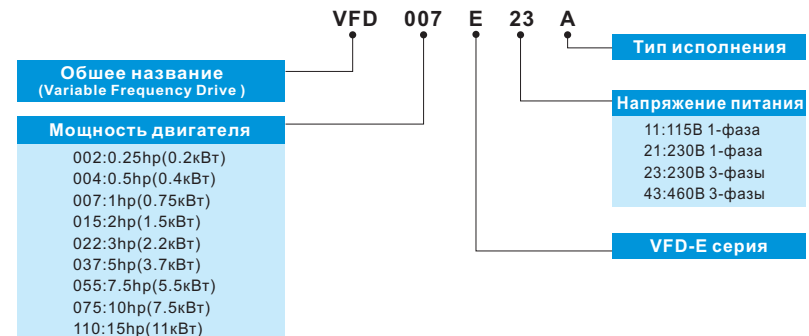 VFD 007 E 23 A
Тип исполнения
Обшее название
(Variable Frequency Drive )
Напряжение питания
11:115В 1-фаза
21:230В 1-фаза
23:230В 3-фазы
43:460В 3-фазы
Мощность двигателя
002:0.25hp(0.2кВт)
004:0.5hp(0.4кВт)
007:1hp(0.75кВт)
015:2hp(1.5кВт)
022:3hp(2.2кВт)
037:5hp(3.7кВт)
055:7.5hp(5.5кВт)
075:10hp(7.5кВт)
110:15hp(11кВт)
VFD-E серия